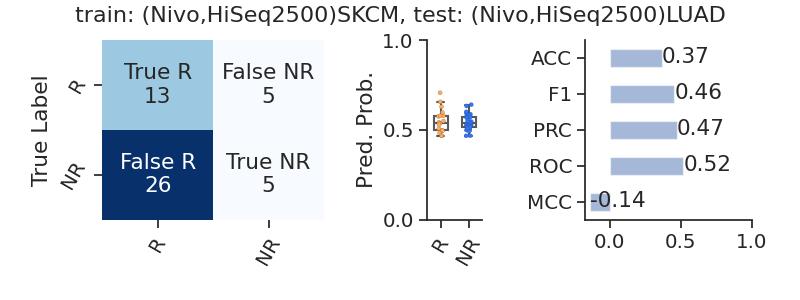 train: (Nivo,HiSeq2500)SKCM, test: (Nivo,HiSeq2500)LUAD
True Label
R
NR
True R
13
False NR
5
False R
26
True NR
5
R
NR
Pred. Prob.
1.0
0.5
0.0
R
NR
ACC
0.37
F1
0.46
PRC
0.47
ROC
0.52
MCC
-0.14
0.0
0.5
1.0